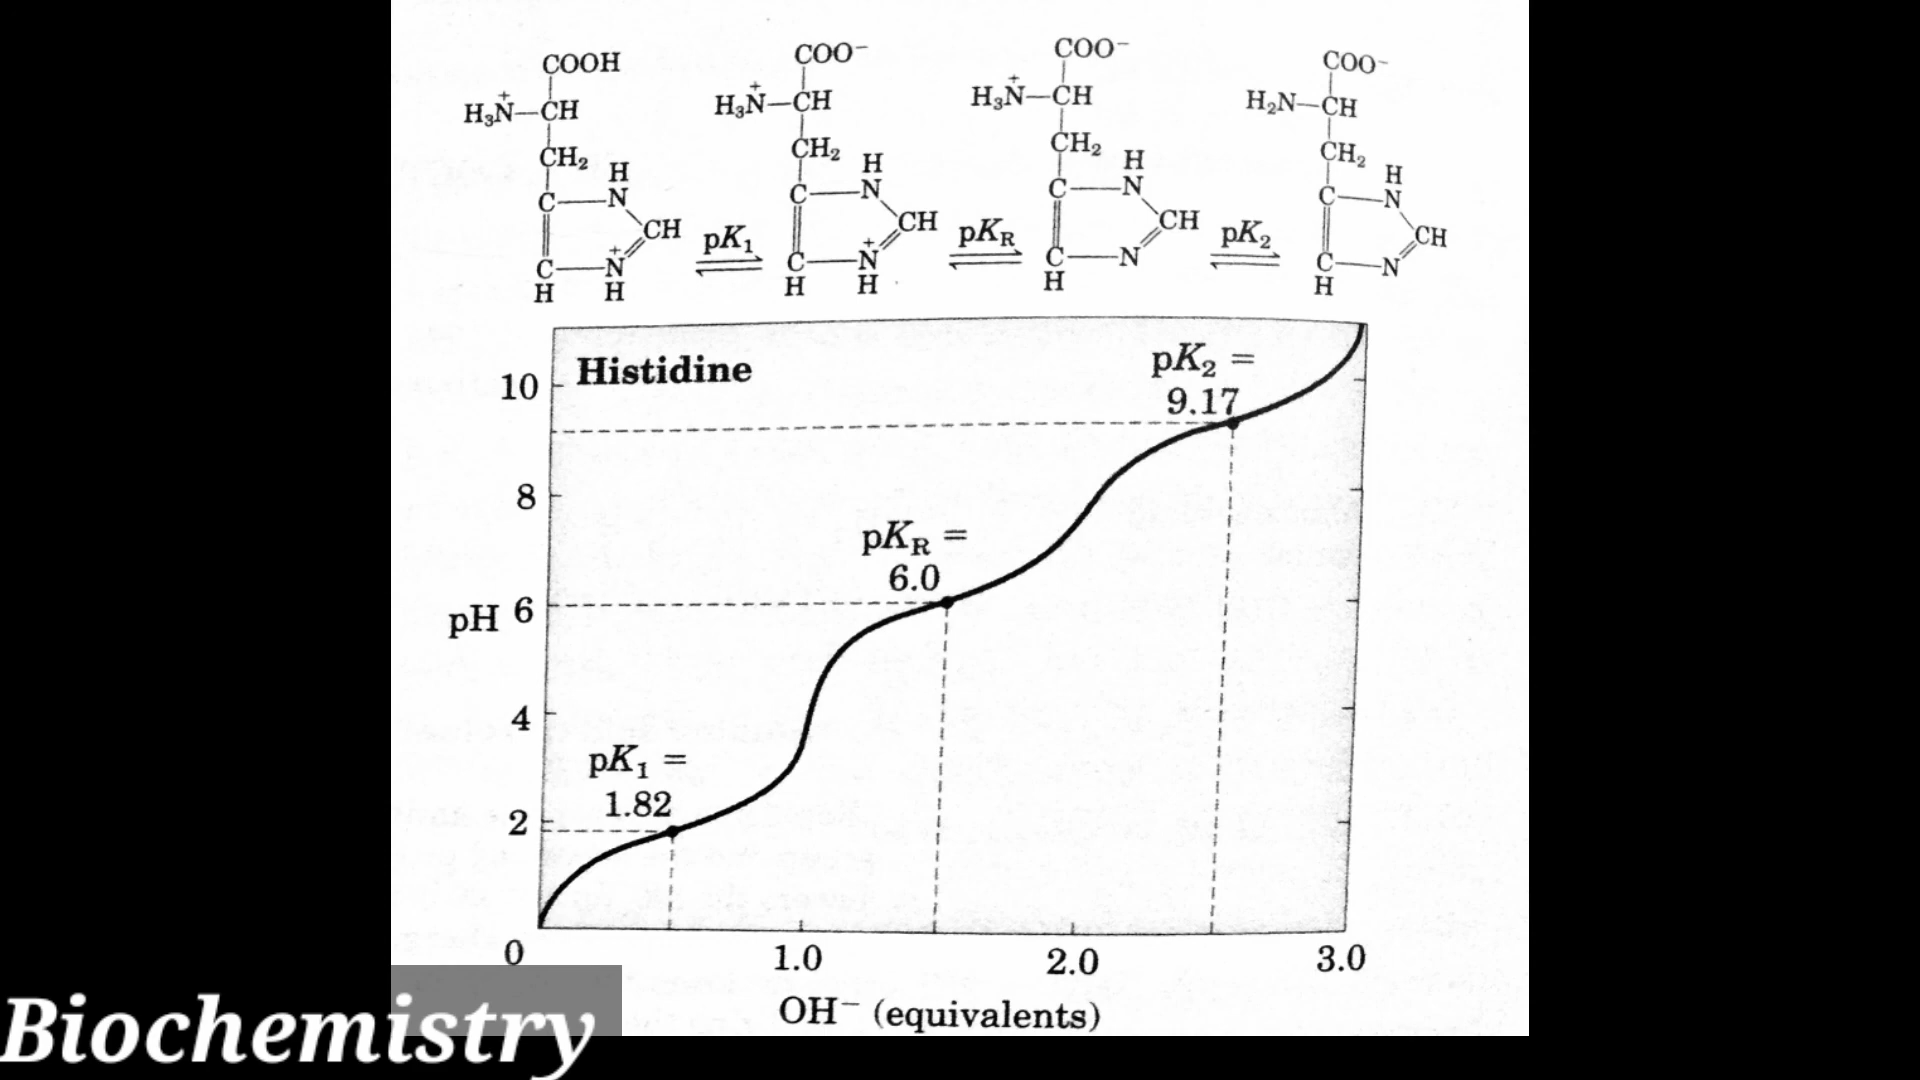 COOH
H₃N⁺—CH
CH₂
H
C N
CH
C N⁺
H H
pK₁
COO⁻
H₃N⁺—CH
CH₂
H
C N
CH
C N⁺
H H
pKR
COO⁻
H₃N⁺—CH
CH₂
H
C N
CH
C N
H
pK₂
COO⁻
H₂N—CH
CH₂
H
C N
CH
C N
H
Histidine
pK₂ =
9.17
pKR =
6.0
pK₁ =
1.82
10
8
6
4
2
0
pH
1.0 2.0 3.0
OH⁻ (equivalents)
Biochemistry